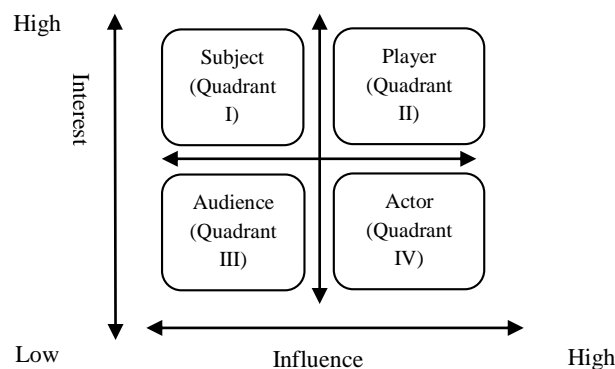 High
Subject
(Quadrant
I)
Player
(Quadrant
II)
Interest
Audience
(Quadrant
III)
Actor
(Quadrant
IV)
Low
Influence
High